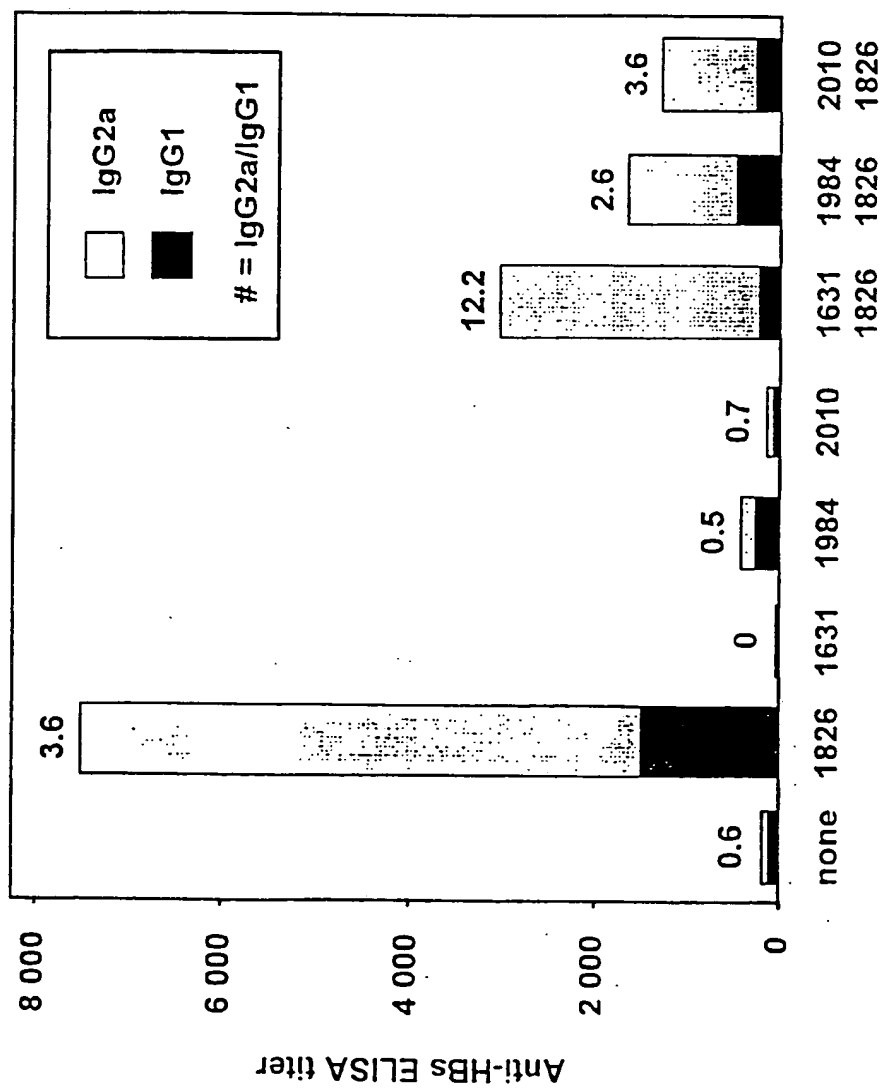 Anti-HBs ELISA titer
8 000
6 000
4 000
2 000
0
IgG2a
IgG1
# = IgG2a/IgG1
0.6
3.6
0
0.5
0.7
12.2
2.6
3.6
none
1826
1631
1984
2010
1631 1984 2010
1826 1826 1826